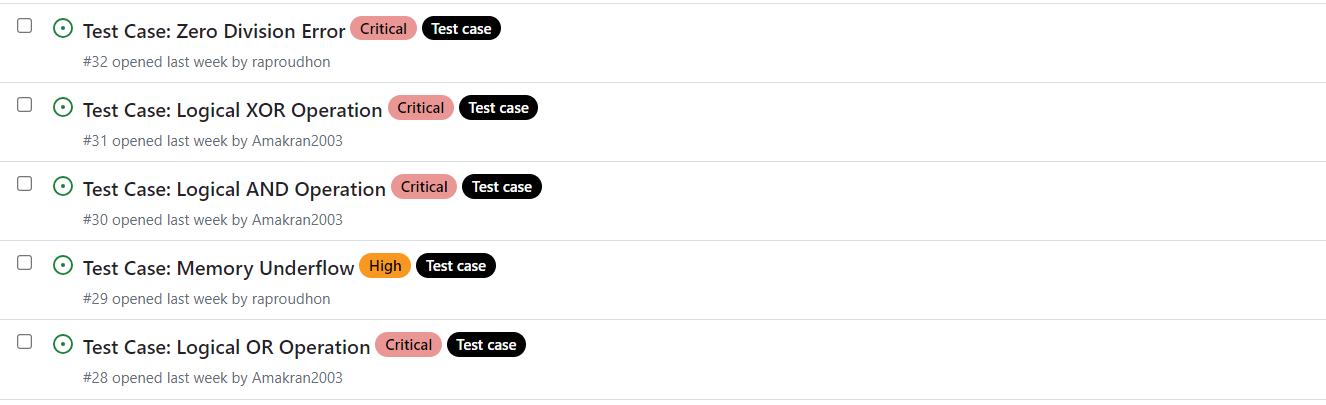 Test Case: Zero Division Error Critical Test case
#32 opened last week by raproudhon
Test Case: Logical XOR Operation Critical Test case
#31 opened last week by Amakran2003
Test Case: Logical AND Operation Critical Test case
#30 opened last week by Amakran2003
Test Case: Memory Underflow High Test case
#29 opened last week by raproudhon
Test Case: Logical OR Operation Critical Test case
#28 opened last week by Amakran2003